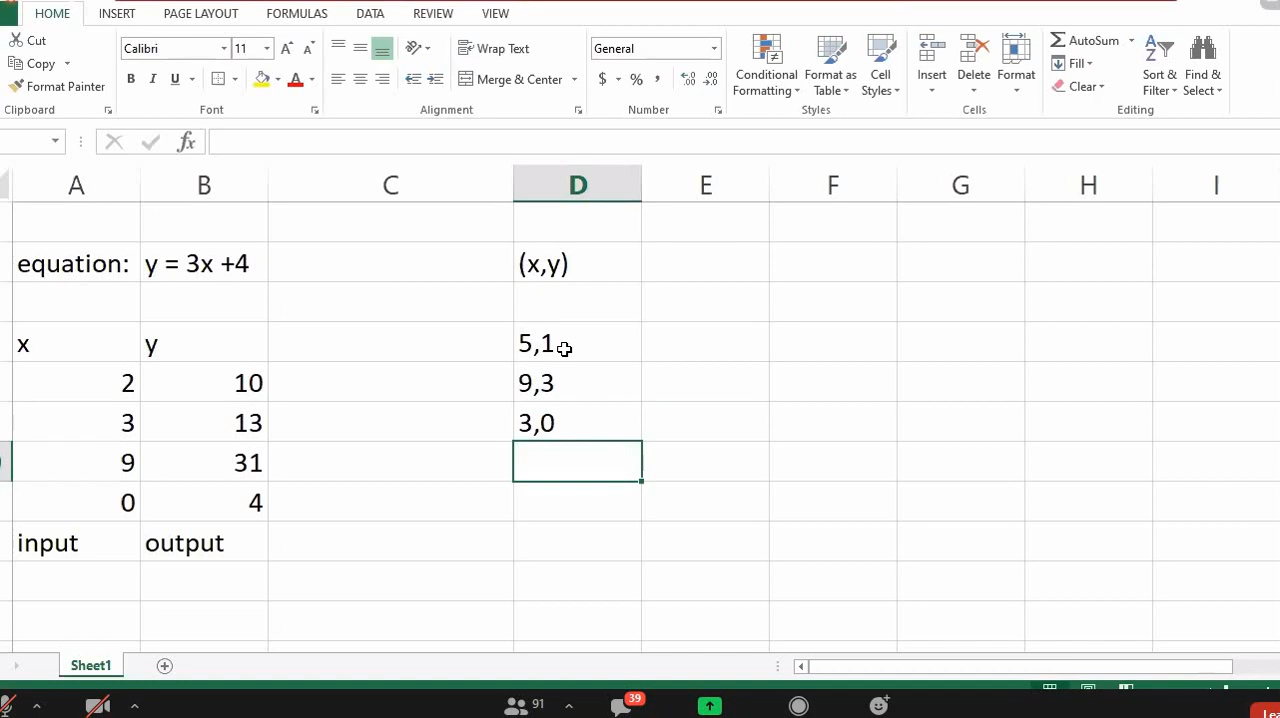 HOME INSERT PAGE LAYOUT FORMULAS DATA REVIEW VIEW
Cut
Copy
Format Painter
Clipboard
Calibri 11
B I U
Font
Wrap Text
Merge & Center
Alignment
General
$ % ,
Number
Conditional Formatting
Format as Table
Cell Styles
Styles
Insert
Delete
Format
Cells
AutoSum
Fill
Clear
Sort & Filter
Find & Select
Editing
fx
A B C D E F G H I
equation: y = 3x +4 (x,y)
x y 5,1
2 10 9,3
3 13 3,0
9 31
0 4
input output
Sheet1
91 39